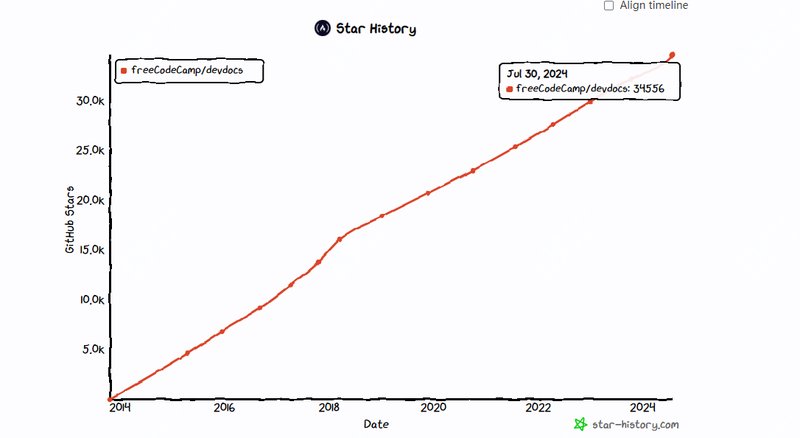 Align timeline
Star History
freeCodeCamp/devdocs
Jul 30, 2024
freeCodeCamp/devdocs: 34556
GitHub Stars
30.0k
25.0k
20.0k
15.0k
10.0k
5.0k
2014 2016 2018 2020 2022 2024
Date
star-history.com